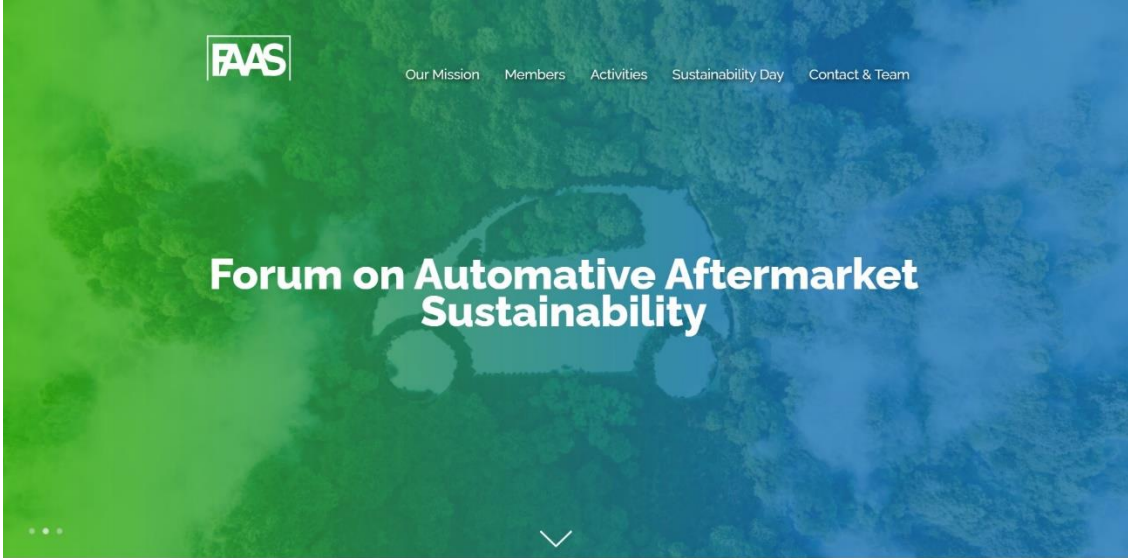 FAAS
Our Mission Members Activities Sustainability Day Contact & Team
Forum on Automative Aftermarket
Sustainability